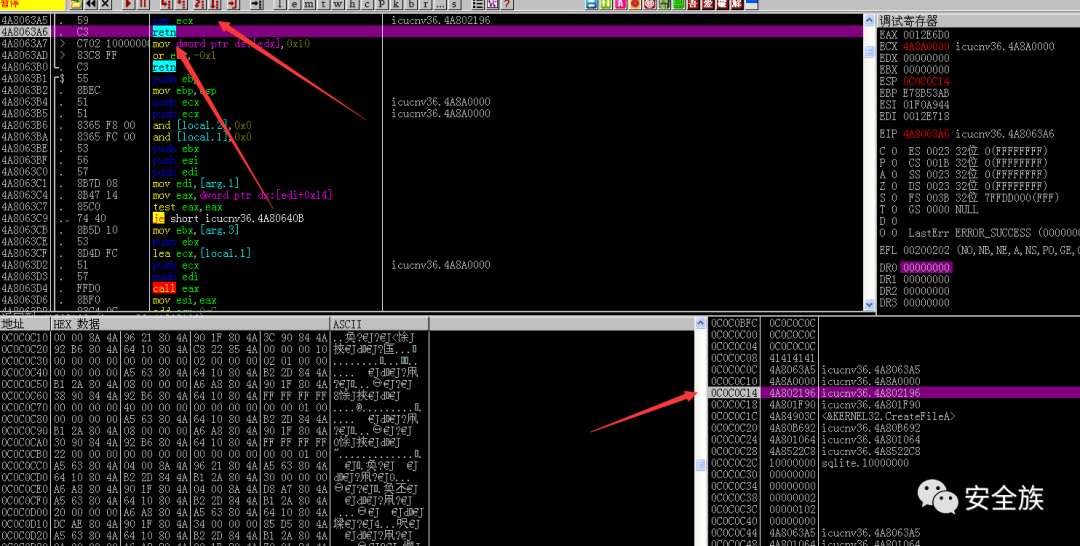 暂停
l e m t w h c P k b r ... s
吾 爱 破 解
4A8063A5 . 59 pop ecx icucnv36.4A802196
4A8063A6 . C3 retn
4A8063A7 > C702 10000000 mov dword ptr ds:[edx],0x10
4A8063AD > 83C8 FF or -0x1
4A8063B0 . C3 retn
4A8063B1 $ 55 push ebp
4A8063B2 . 8BEC mov ebp,esp
4A8063B4 . 51 push ecx icucnv36.4A8A0000
4A8063B5 . 51 push ecx icucnv36.4A8A0000
4A8063B6 . 8365 F8 00 and [local.2],0x0
4A8063BA . 8365 FC 00 and [local.1],0x0
4A8063BE . 53 push ebx
4A8063BF . 56 push esi
4A8063C0 . 57 push edi
4A8063C1 . 8B7D 08 mov edi,[arg.1]
4A8063C4 . 8B47 14 mov eax,dword ptr ds:[edi+0x14]
4A8063C7 . 85C0 test eax,eax
4A8063C9 . 74 40 je short icucnv36.4A80640B
4A8063CB . 8B5D 10 mov ebx,[arg.3]
4A8063CE . 53 push ebx
4A8063CF . 8D4D FC lea ecx,[local.1]
4A8063D2 . 51 push ecx icucnv36.4A8A0000
4A8063D3 . 57 push edi
4A8063D4 . FFD0 call eax
4A8063D6 . 8BF0 mov esi,eax
调试寄存器
EAX 0012E6D0
ECX 4A8A0000 icucnv36.4A8A0000
EDX 00000000
EBX 00000000
ESP 0C0C0C14
EBP E78B53AB
ESI 01F0A944
EDI 0012E718
EIP 4A8063A6 icucnv36.4A8063A6
C 0 ES 0023 32位 0(FFFFFFFF)
P 0 CS 001B 32位 0(FFFFFFFF)
A 0 SS 0023 32位 0(FFFFFFFF)
Z 0 DS 0023 32位 0(FFFFFFFF)
S 0 FS 003B 32位 7FFDD000(FFF)
T 0 GS 0000 NULL
D 0
O 0 LastErr ERROR_SUCCESS (0000000
EFL 00200202 (NO,NB,NE,A,NS,PO,GE,
DR0 00000000
DR1 00000000
DR2 00000000
DR3 00000000
地址 HEX 数据 ASCII
0C0C0C10 00 00 8A 4A 96 21 80 4A 90 1F 80 4A 3C 90 84 4A
0C0C0C20 92 B6 80 4A 64 10 80 4A C8 22 85 4A 00 00 00 10
0C0C0C30 00 00 00 00 00 00 00 00 02 00 00 00 02 01 00 00
0C0C0C40 00 00 00 00 A5 63 80 4A 64 10 80 4A B2 2D 84 4A
0C0C0C50 B1 2A 80 4A 08 00 00 00 A6 A8 80 4A 90 1F 80 4A
0C0C0C60 38 90 84 4A 92 B6 80 4A 64 10 80 4A FF FF FF FF
0C0C0C70 00 00 00 00 40 00 00 00 00 00 00 00 00 00 01 00
0C0C0C80 00 00 00 00 A5 63 80 4A 64 10 80 4A B2 2D 84 4A
0C0C0C90 B1 2A 80 4A 08 00 00 00 A6 A8 80 4A 90 1F 80 4A
0C0C0CA0 30 90 84 4A 92 B6 80 4A 64 10 80 4A FF FF FF FF
0C0C0CB0 22 00 00 00 00 00 00 00 00 00 00 00 00 00 01 00
0C0C0CC0 A5 63 80 4A 04 00 8A 4A 96 21 80 4A A5 63 80 4A
0C0C0CD0 64 10 80 4A B2 2D 84 4A B1 2A 80 4A 30 00 00 00
0C0C0CE0 A6 A8 80 4A 90 1F 80 4A 04 00 8A 4A D8 A7 80 4A
0C0C0CF0 A5 63 80 4A 64 10 80 4A B2 2D 84 4A B1 2A 80 4A
0C0C0D00 20 00 00 00 A6 A8 80 4A A5 63 80 4A 64 10 80 4A
0C0C0D10 DC AE 80 4A 90 1F 80 4A 34 00 00 00 85 D5 80 4A
0C0C0D20 A5 63 80 4A 64 10 80 4A B2 2D 84 4A B1 2A 80 4A
0C0C0BFC 0C0C0C0C
0C0C0C00 0C0C0C0C
0C0C0C04 0C0C0C0C
0C0C0C08 41414141
0C0C0C0C 4A8063A5 icucnv36.4A8063A5
0C0C0C10 4A8A0000 icucnv36.4A8A0000
0C0C0C14 4A802196 icucnv36.4A802196
0C0C0C18 4A801F90 icucnv36.4A801F90
0C0C0C1C 4A84903C <&KERNEL32.CreateFileA>
0C0C0C20 4A80B692 icucnv36.4A80B692
0C0C0C24 4A801064 icucnv36.4A801064
0C0C0C28 4A8522C8 icucnv36.4A8522C8
0C0C0C2C 10000000 sqlite.10000000
0C0C0C30 00000000
0C0C0C34 00000000
0C0C0C38 00000002
0C0C0C3C 00000102
0C0C0C40 00000000
0C0C0C44 4A8063A5 icucnv36.4A8063A5
0C0C0C48 4A801064 icucnv36.4A801064
安全族